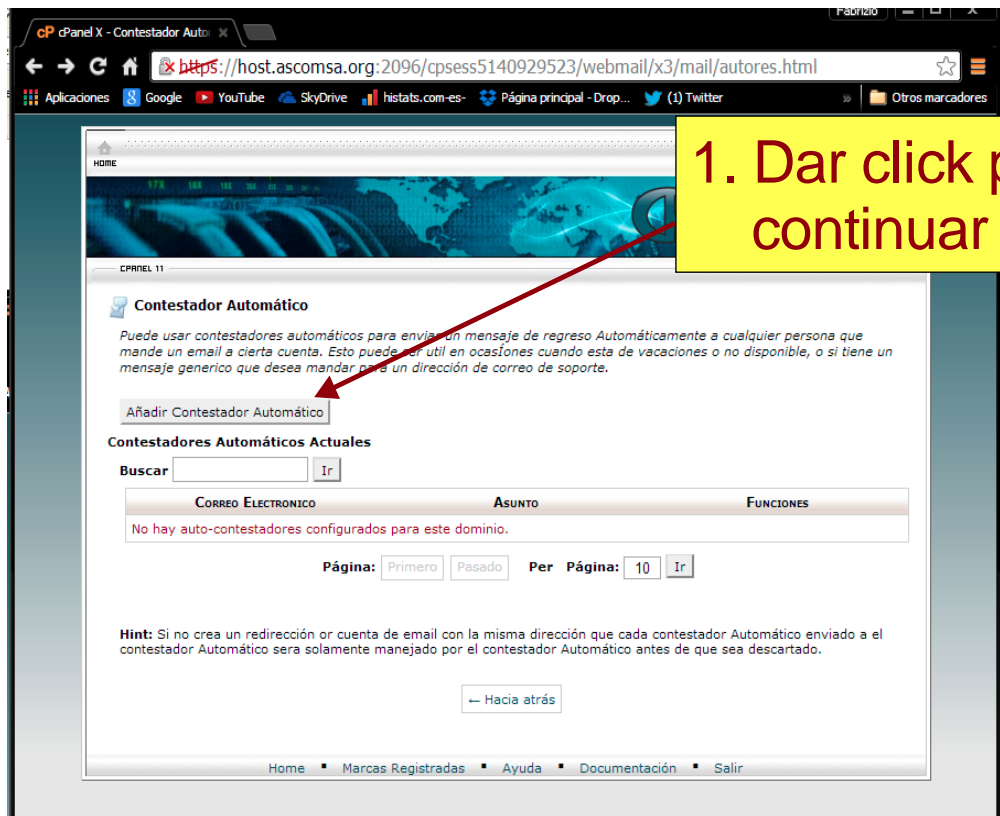 Fabrizio
cPanel X - Contestador Auto
https://host.ascomsa.org:2096/cpsess5140929523/webmail/x3/mail/autores.html
Aplicaciones Google YouTube SkyDrive histats.com-es- Página principal - Drop... (1) Twitter » Otros marcadores
HOME
1. Dar click p
continuar
CPANEL 11
Contestador Automático
Puede usar contestadores automáticos para enviar un mensaje de regreso Automáticamente a cualquier persona que
mande un email a cierta cuenta. Esto puede ser util en ocasÍones cuando esta de vacaciones o no disponible, o si tiene un
mensaje generico que desea mandar para un dirección de correo de soporte.
Añadir Contestador Automático
Contestadores Automáticos Actuales
Buscar Ir
Correo Electronico Asunto Funciones
No hay auto-contestadores configurados para este dominio.
Página: Primero Pasado Per Página: 10 Ir
Hint: Si no crea un redirección or cuenta de email con la misma dirección que cada contestador Automático enviado a el
contestador Automático sera solamente manejado por el contestador Automático antes de que sea descartado.
← Hacia atrás
Home ▪ Marcas Registradas ▪ Ayuda ▪ Documentación ▪ Salir